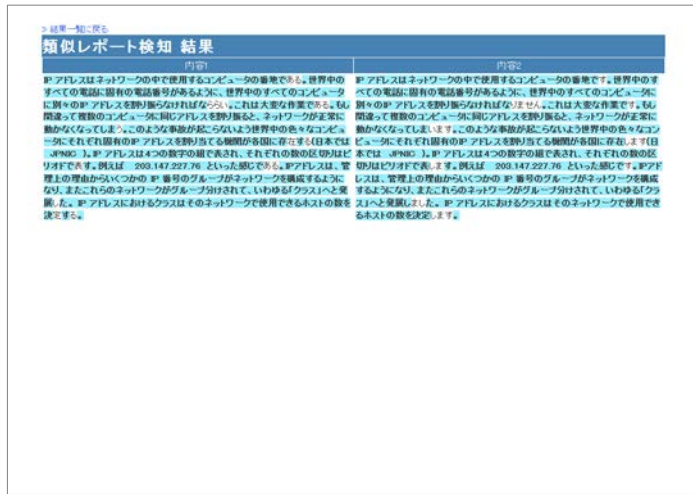 > 結果一覧に戻る
類似レポート検知 結果
内容1
IP アドレスはネットワークの中で使用するコンピュータの番地である。世界中の
すべての電話に固有の電話番号があるように、世界中のすべてのコンピュータ
に別々のIP アドレスを割り振らなければならない。これは大変な作業である。もし
間違って複数のコンピュータに同じアドレスを割り振ると、ネットワークが正常に
動かなくなってしまう。このような事故が起こらないよう世界中の色々なコンピュ
ータにそれぞれ固有のIP アドレスを割り当てる機関が各国に存在する(日本では
JPNIC )。IP アドレスは4つの数字の組で表され、それぞれの数の区切りはピ
リオドで表す。例えば 203.147.227.76 といった感じである。IPアドレスは、管
理上の理由からいくつかの IP 番号のグループがネットワークを構成するように
なり、またこれらのネットワークがグループ分けされて、いわゆる「クラス」へと発
展した。IP アドレスにおけるクラスはそのネットワークで使用できるホストの数を
決定する。
内容2
IP アドレスはネットワークの中で使用するコンピュータの番地です。世界中のす
べての電話に固有の電話番号があるように、世界中のすべてのコンピュータに
別々のIP アドレスを割り振らなければなりません。これは大変な作業です。もし
間違って複数のコンピュータに同じアドレスを割り振ると、ネットワークが正常に
動かなくなってしまいます。このような事故が起こらないよう世界中の色々なコン
ピュータにそれぞれ固有のIP アドレスを割り当てる機関が各国に存在します(日
本では JPNIC )。IP アドレスは4つの数字の組で表され、それぞれの数の区
切りはピリオドで表します。例えば 203.147.227.76 といった感じです。IPアド
レスは、管理上の理由からいくつかの IP 番号のグループがネットワークを構成
するようになり、またこれらのネットワークがグループ分けされて、いわゆる「クラ
ス」へと発展しました。IP アドレスにおけるクラスはそのネットワークで使用でき
るホストの数を決定します。